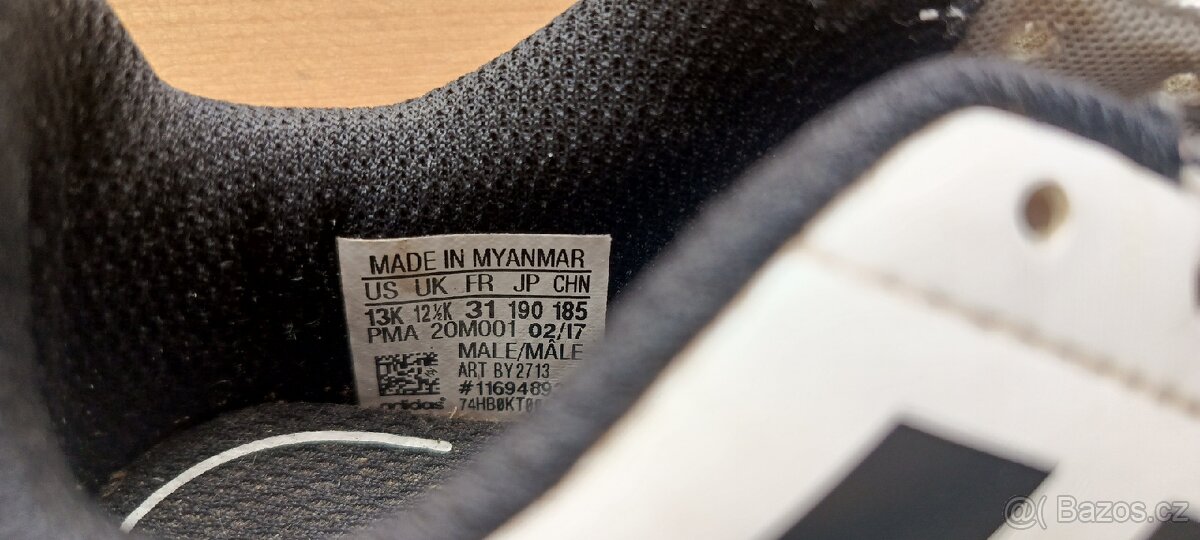 MADE IN MYANMAR
US UK FR JP CHN
13K 12½K 31 190 185
PMA 20M001 02/17
MALE/MÂLE
ART BY2713
adidas
@( Bazos.cz